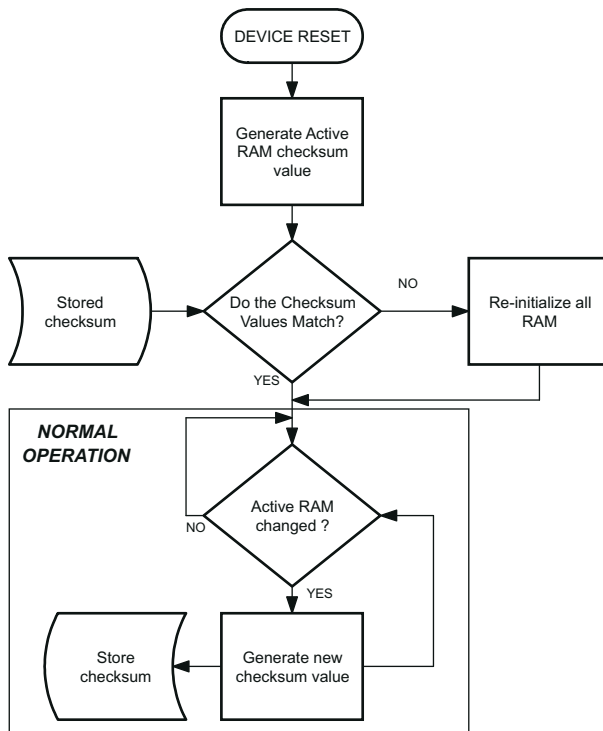 DEVICE RESET
Generate Active
RAM checksum
value
Stored
checksum
Do the Checksum
Values Match?
NO
Re-initialize all
RAM
YES
NORMAL
OPERATION
Active RAM
changed ?
NO
YES
Store
checksum
Generate new
checksum value